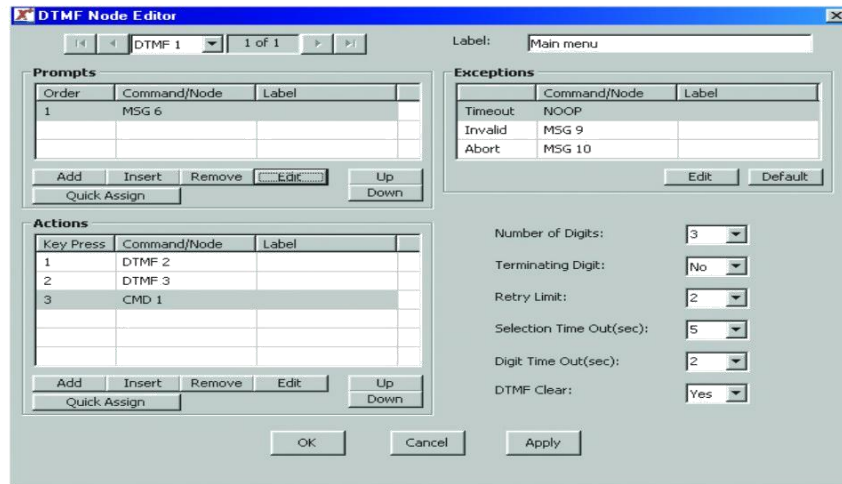 DTMF Node Editor
DTMF 1 1 of 1 Label: Main menu
Prompts
Order Command/Node Label
1 MSG 6
Add Insert Remove Edit Up
Quick Assign Down
Exceptions
Command/Node Label
Timeout NOOP
Invalid MSG 9
Abort MSG 10
Edit Default
Actions
Key Press Command/Node Label
1 DTMF 2
2 DTMF 3
3 CMD 1
Add Insert Remove Edit Up
Quick Assign Down
Number of Digits: 3
Terminating Digit: No
Retry Limit: 2
Selection Time Out(sec): 5
Digit Time Out(sec): 2
DTMF Clear: Yes
OK Cancel Apply